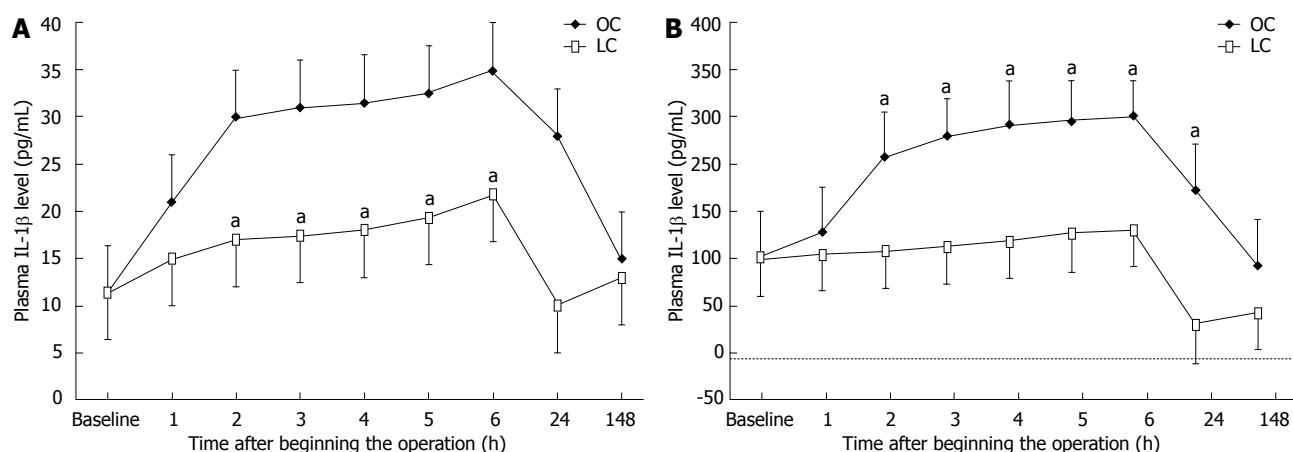 A
40
35
30
25
20
15
10
5
0
Plasma IL-1β level (pg/mL)
OC
LC
a
a
a
a
a
Baseline 1 2 3 4 5 6 24 148
Time after beginning the operation (h)
B
400
350
300
250
150
100
50
0
-50
Plasma IL-1β level (pg/mL)
OC
LC
a
a
a
a
a
a
Baseline 1 2 3 4 5 6 24 148
Time after beginning the operation (h)